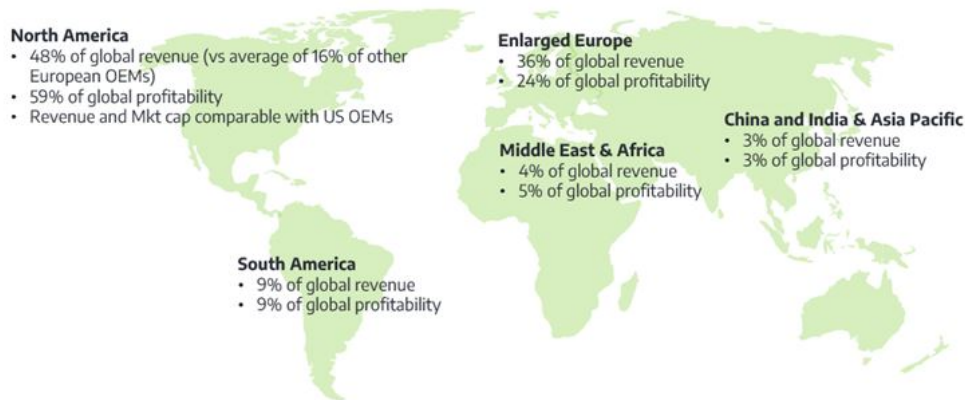 North America
• 48% of global revenue (vs average of 16% of other
European OEMs)
• 59% of global profitability
• Revenue and Mkt cap comparable with US OEMs
Enlarged Europe
• 36% of global revenue
• 24% of global profitability
China and India & Asia Pacific
• 3% of global revenue
• 3% of global profitability
Middle East & Africa
• 4% of global revenue
• 5% of global profitability
South America
• 9% of global revenue
• 9% of global profitability